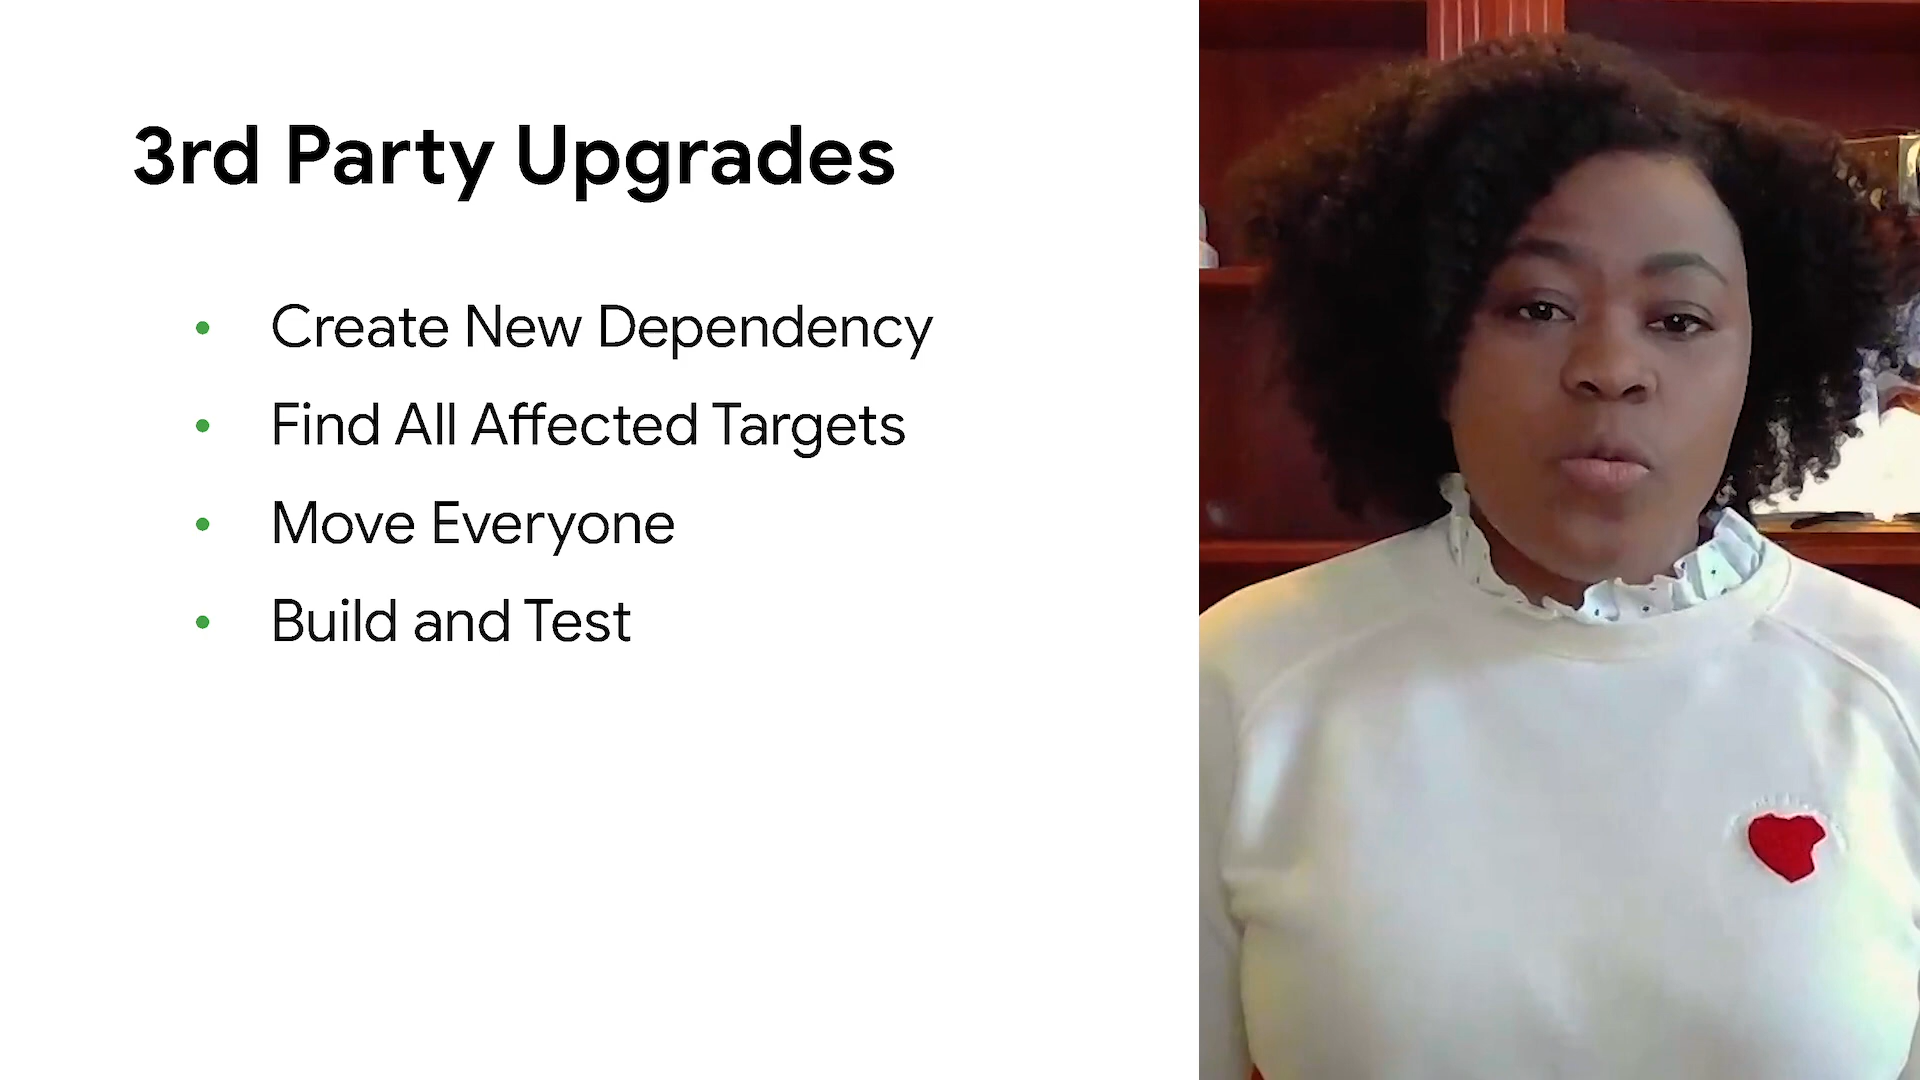 3rd Party Upgrades
• Create New Dependency
• Find All Affected Targets
• Move Everyone
• Build and Test